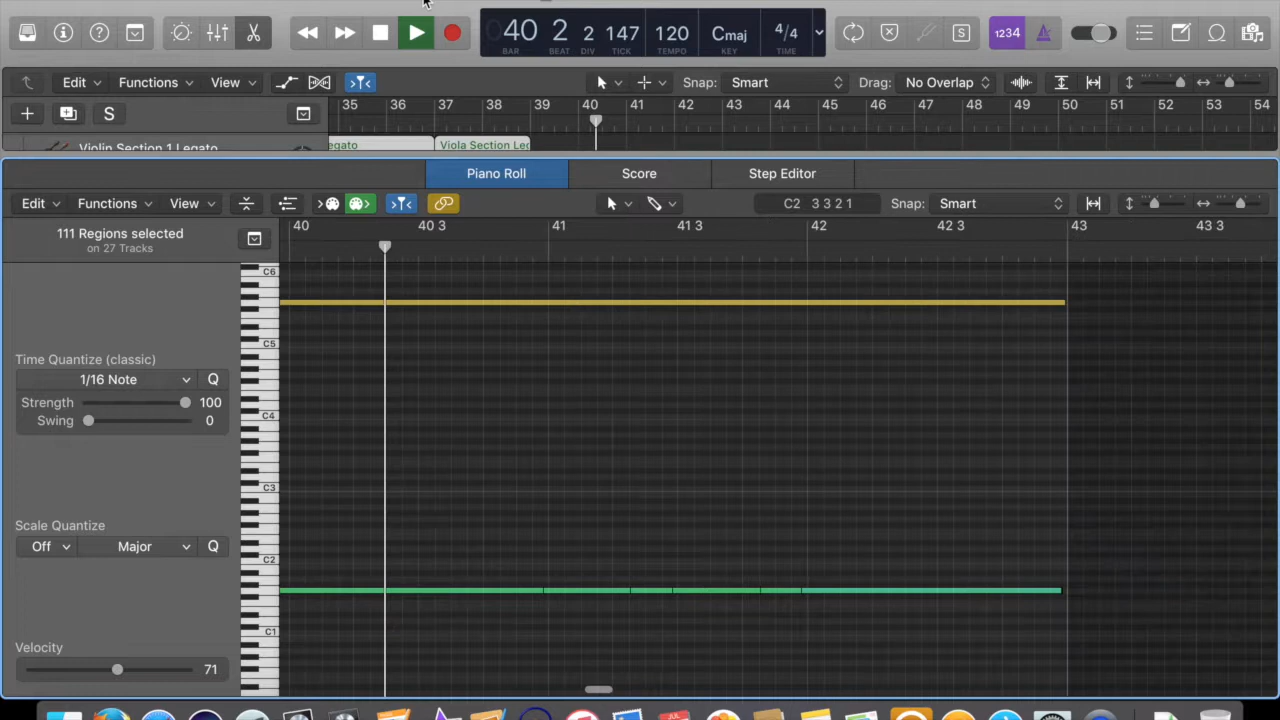 40 2 147 120 Cmaj 4/4
BAR BEAT DIV TICK TEMPO KEY TIME
S 1234
Edit Functions View Snap: Smart Drag: No Overlap
S 35 36 37 38 39 40 41 42 43 44 45 46 47 48 49 50 51 52 53 54
Violin Section 1 Legato egato Viola Section Leg
Piano Roll Score Step Editor
Edit Functions View C2 3 3 2 1 Snap: Smart
111 Regions selected
on 27 Tracks
40 40 3 41 41 3 42 42 3 43 43 3
C6
C5
Time Quantize (classic)
1/16 Note Q
Strength 100
C4
Swing 0
C3
Scale Quantize
Off Major Q
C2
C1
Velocity
71